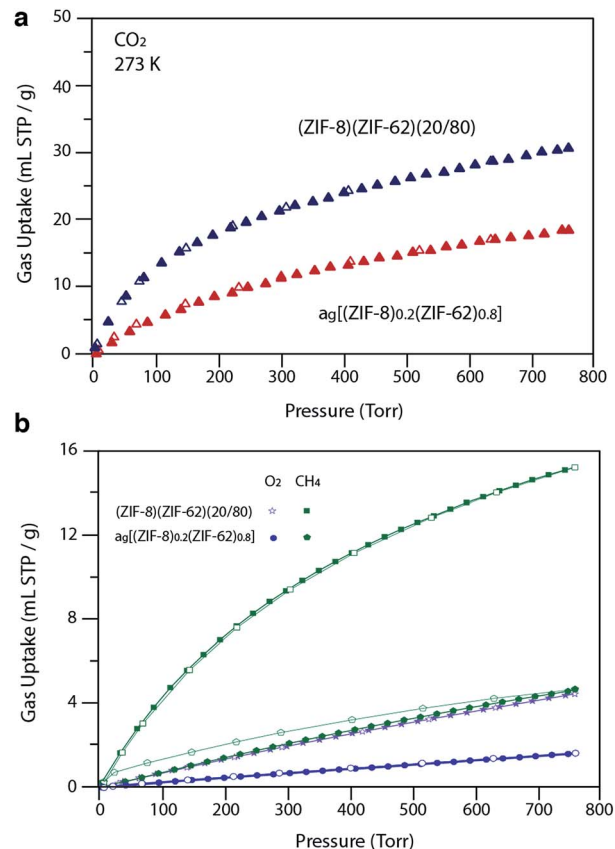 a
50
CO₂
273 K
40
(ZIF-8)(ZIF-62)(20/80)
30
20
10
ag[(ZIF-8)0.2(ZIF-62)0.8]
0
0 100 200 300 400 500 600 700 800
Gas Uptake (mL STP / g)
Pressure (Torr)
b
16
O₂ CH₄
(ZIF-8)(ZIF-62)(20/80)
ag[(ZIF-8)0.2(ZIF-62)0.8]
12
8
4
0
0 100 200 300 400 500 600 700 800
Gas Uptake (mL STP / g)
Pressure (Torr)